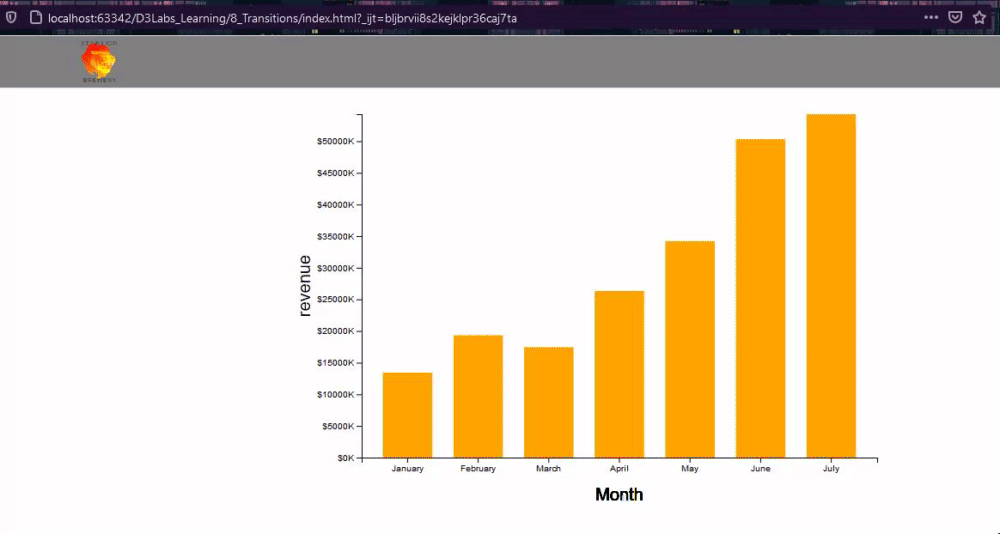 localhost:63342/D3Labs_Learning/8_Transitions/index.html?_ijt=bljbrvii8s2kejklpr36caj7ta
$50000K
$45000K
$40000K
$35000K
$30000K
$25000K
$20000K
$15000K
$10000K
$5000K
$0K
revenue
January February March April May June July
Month